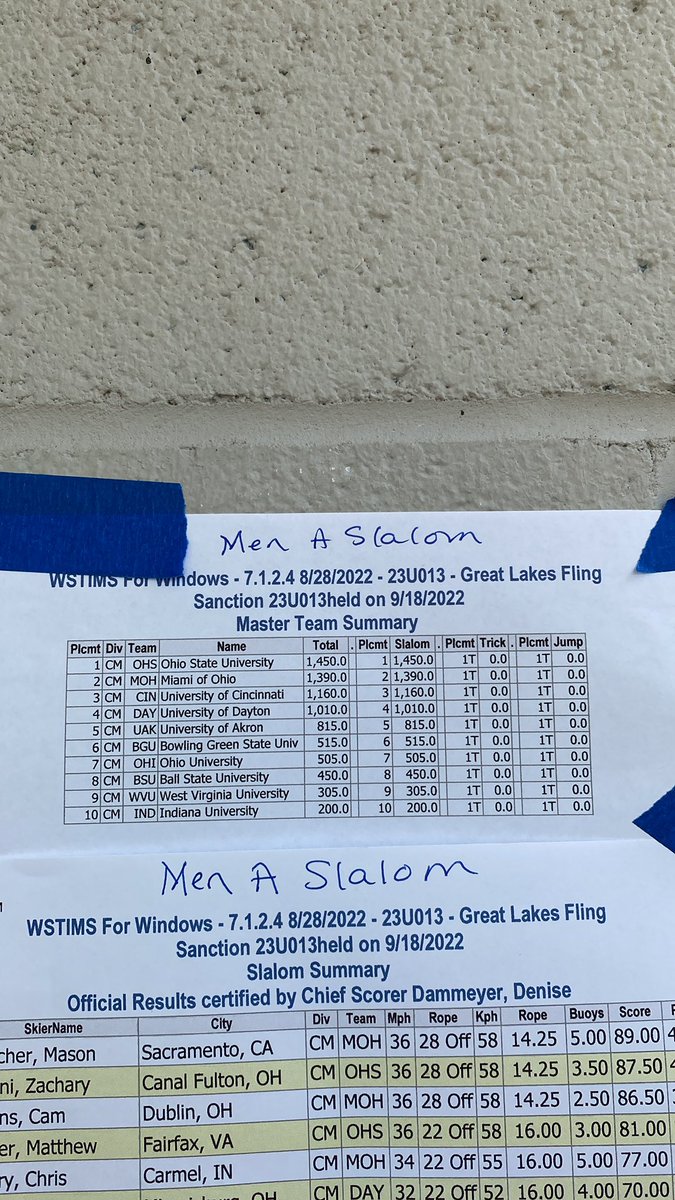 Men A Slalom
WSTIMS For Windows - 7.1.2.4 8/28/2022 - 23U013 - Great Lakes Fling
Sanction 23U013held on 9/18/2022
Master Team Summary
Plcmt Div Team Name Total . Plcmt Slalom . Plcmt Trick . Plcmt Jump
1 CM OHS Ohio State University 1,450.0 1 1,450.0 1T 0.0 1T 0.0
2 CM MOH Miami of Ohio 1,390.0 2 1,390.0 1T 0.0 1T 0.0
3 CM CIN University of Cincinnati 1,160.0 3 1,160.0 1T 0.0 1T 0.0
4 CM DAY University of Dayton 1,010.0 4 1,010.0 1T 0.0 1T 0.0
5 CM UAK University of Akron 815.0 5 815.0 1T 0.0 1T 0.0
6 CM BGU Bowling Green State Univ 515.0 6 515.0 1T 0.0 1T 0.0
7 CM OHI Ohio University 505.0 7 505.0 1T 0.0 1T 0.0
8 CM BSU Ball State University 450.0 8 450.0 1T 0.0 1T 0.0
9 CM WVU West Virginia University 305.0 9 305.0 1T 0.0 1T 0.0
10 CM IND Indiana University 200.0 10 200.0 1T 0.0 1T 0.0
Men A Slalom
WSTIMS For Windows - 7.1.2.4 8/28/2022 - 23U013 - Great Lakes Fling
Sanction 23U013held on 9/18/2022
Slalom Summary
Official Results certified by Chief Scorer Dammeyer, Denise
SkierName City Div Team Mph Rope Kph Rope Buoys Score
cher, Mason Sacramento, CA CM MOH 36 28 Off 58 14.25 5.00 89.00
ni, Zachary Canal Fulton, OH CM OHS 36 28 Off 58 14.25 3.50 87.50
ns, Cam Dublin, OH CM MOH 36 28 Off 58 14.25 2.50 86.50
er, Matthew Fairfax, VA CM OHS 36 22 Off 58 16.00 3.00 81.00
ry, Chris Carmel, IN CM MOH 34 22 Off 55 16.00 5.00 77.00
OH CM DAY 32 22 Off 52 16.00 4.00 70.00